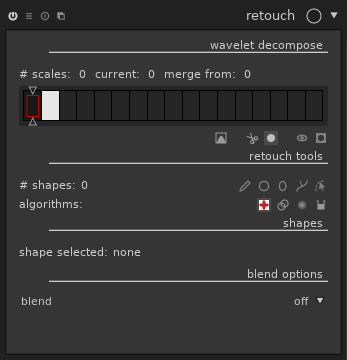 retouch
wavelet decompose
# scales: 0 current: 0 merge from: 0
retouch tools
# shapes: 0
algorithms:
shapes
shape selected: none
blend options
blend off